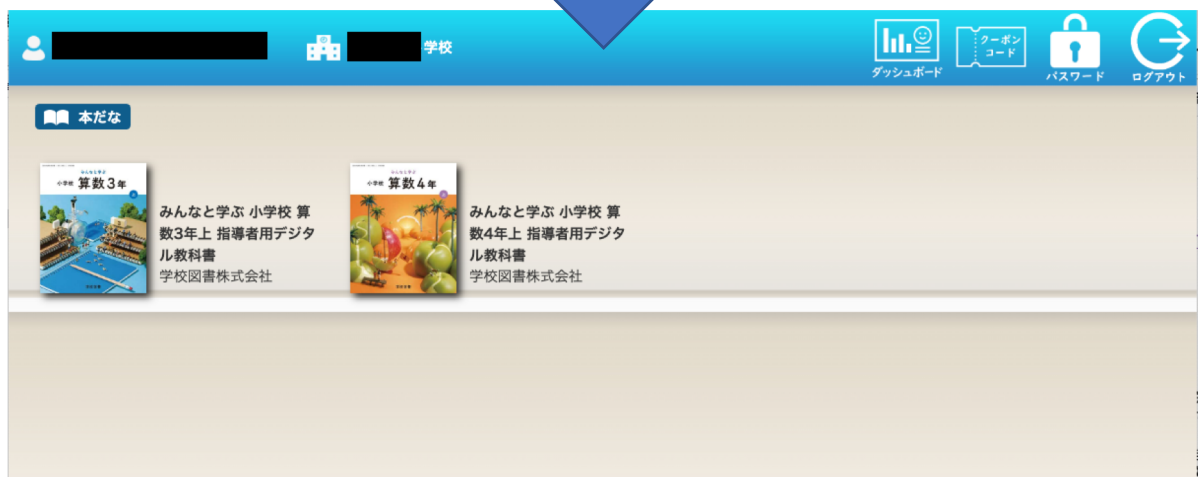 学校
ダッシュボード
クーポン
コード
パスワード
ログアウト
本だな
みんなと学ぶ
小学校 算数3年
上
みんなと学ぶ 小学校 算
数3年上 指導者用デジタ
ル教科書
学校図書株式会社
みんなと学ぶ
小学校 算数4年
上
みんなと学ぶ 小学校 算
数4年上 指導者用デジタ
ル教科書
学校図書株式会社